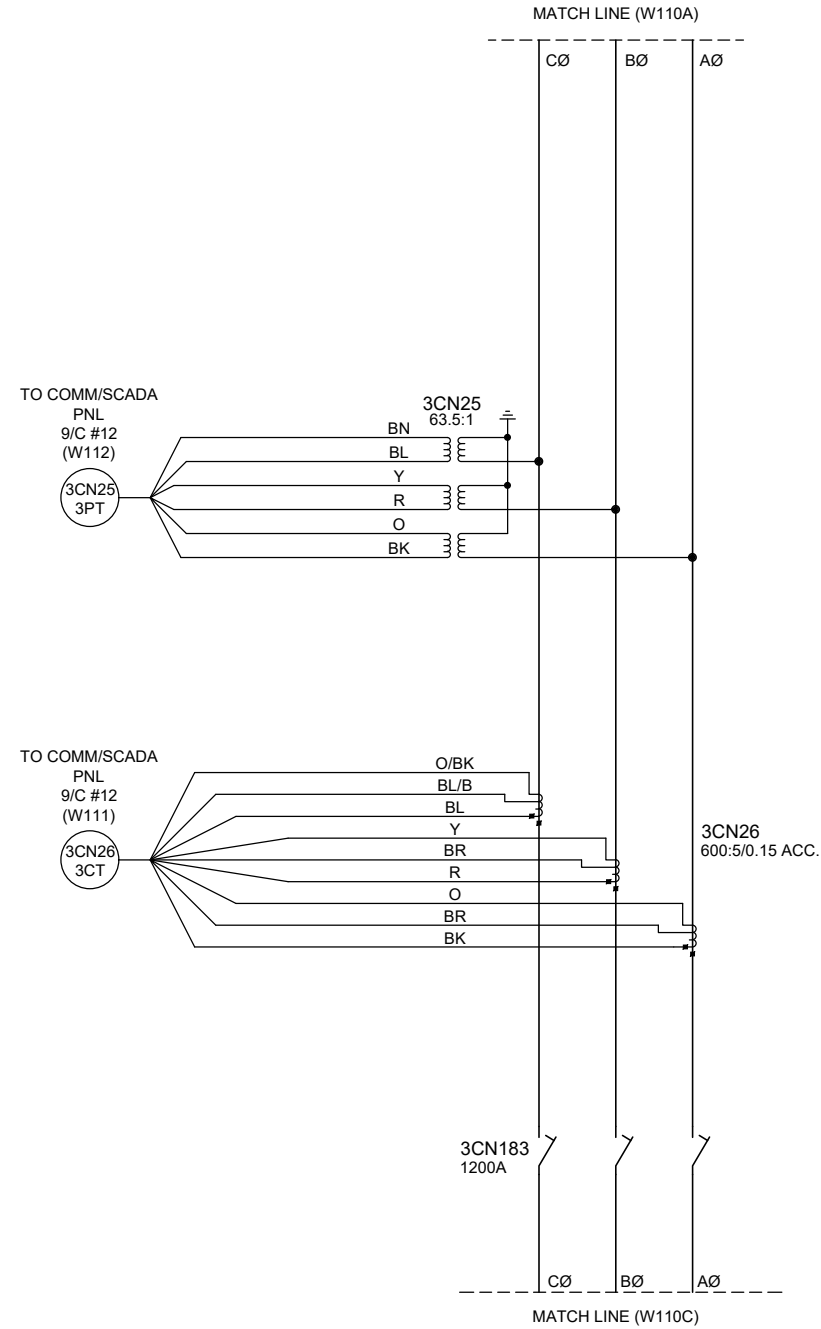 MATCH LINE (W110A)
CØ
BØ
AØ
TO COMM/SCADA
PNL
9/C #12
(W112)
3CN25
3PT
3CN25
63.5:1
BN
BL
Y
R
O
BK
TO COMM/SCADA
PNL
9/C #12
(W111)
3CN26
3CT
O/BK
BL/B
BL
Y
BR
R
O
BR
BK
3CN26
600:5/0.15 ACC.
3CN183
1200A
CØ
BØ
AØ
MATCH LINE (W110C)